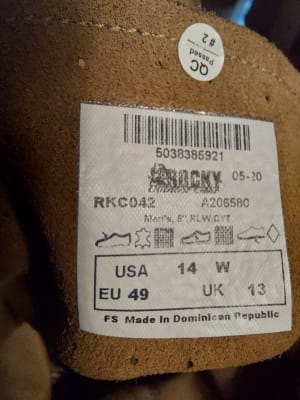 QC
Passed
#2
5038385921
ROCKY 05-20
RKC042 A206580
Men's, 8", RLW, CYT
USA 14 W
EU 49 UK 13
FS Made in Dominican Republic